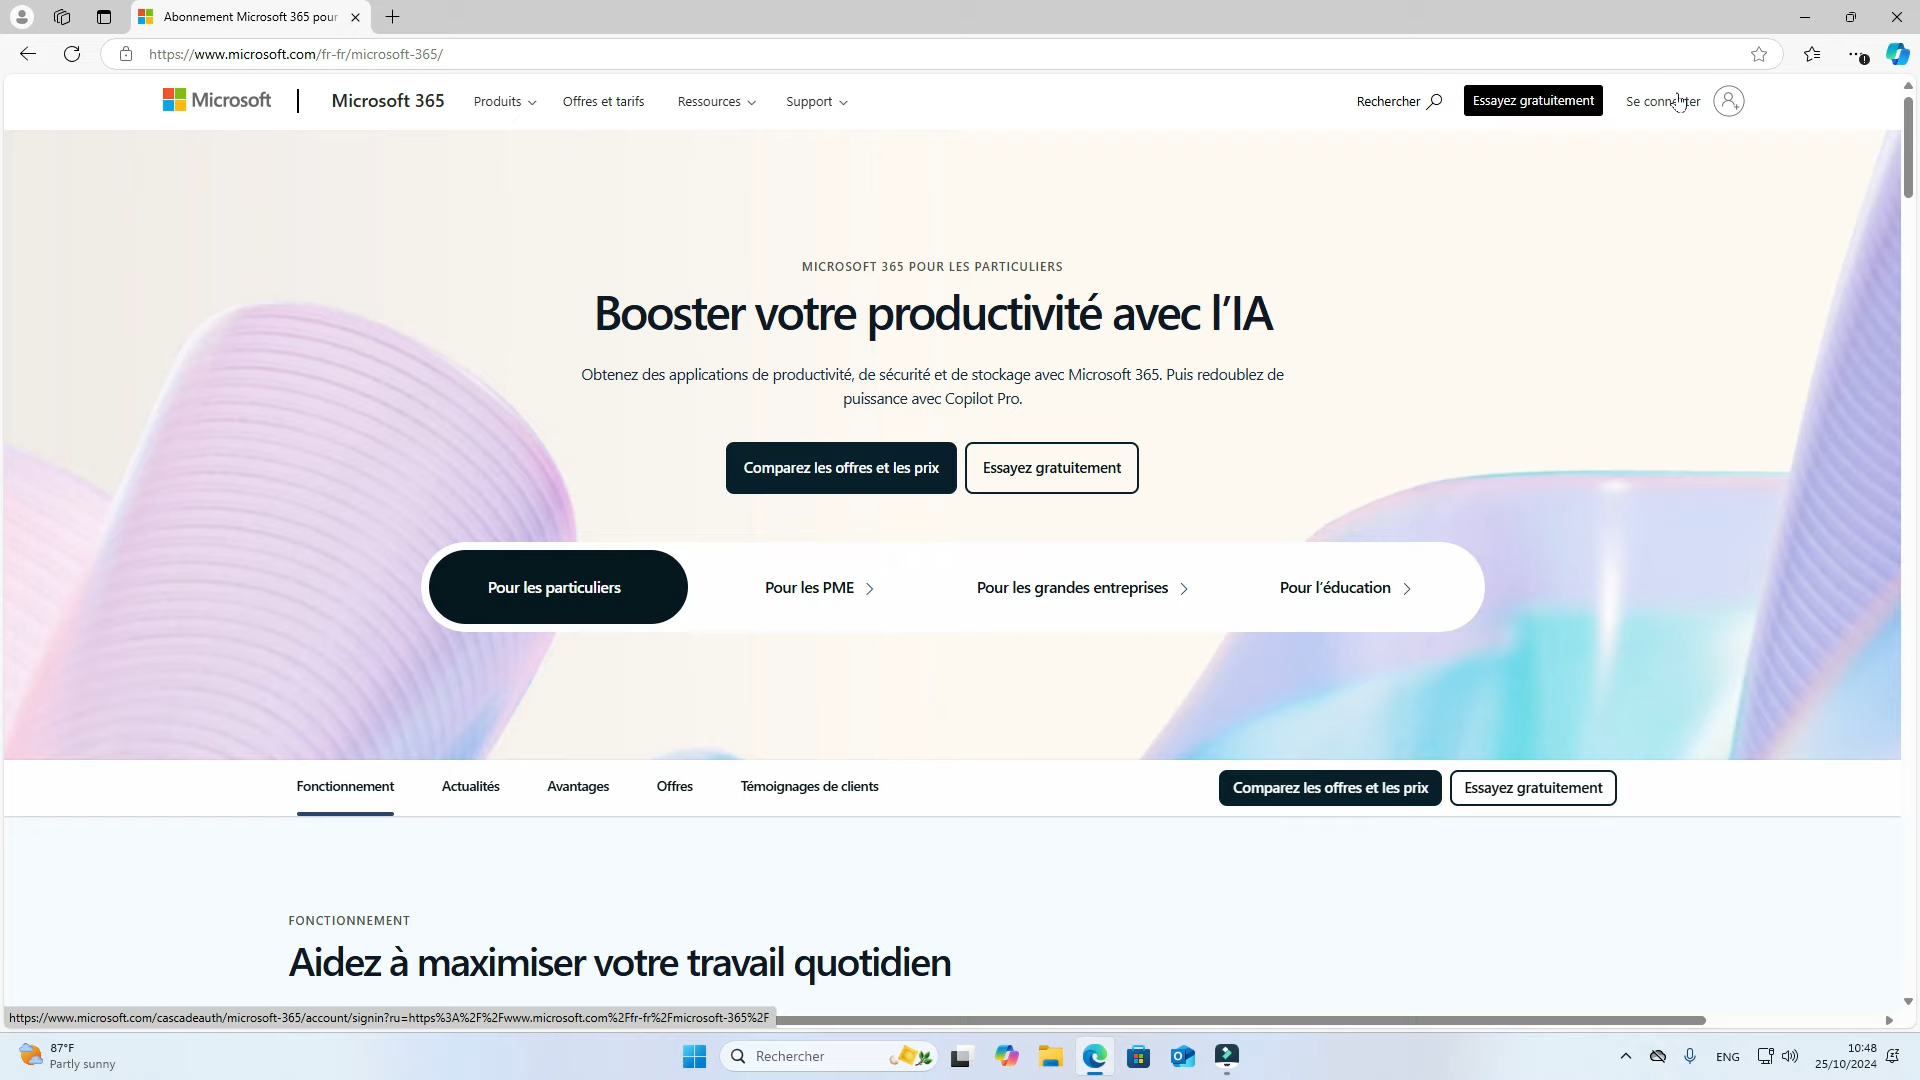 Abonnement Microsoft 365 pour
https://www.microsoft.com/fr-fr/microsoft-365/
Microsoft
Microsoft 365
Produits
Offres et tarifs
Ressources
Support
Rechercher
Essayez gratuitement
Se connecter
MICROSOFT 365 POUR LES PARTICULIERS
Booster votre productivité avec l’IA
Obtenez des applications de productivité, de sécurité et de stockage avec Microsoft 365. Puis redoublez de
puissance avec Copilot Pro.
Comparez les offres et les prix
Essayez gratuitement
Pour les particuliers
Pour les PME
Pour les grandes entreprises
Pour l’éducation
Fonctionnement
Actualités
Avantages
Offres
Témoignages de clients
Comparez les offres et les prix
Essayez gratuitement
FONCTIONNEMENT
Aidez à maximiser votre travail quotidien
https://www.microsoft.com/cascadeauth/microsoft-365/account/signin?ru=https%3A%2F%2Fwww.microsoft.com%2Ffr-fr%2Fmicrosoft-365%2F
87°F
Partly sunny
Rechercher
ENG
10:48
25/10/2024